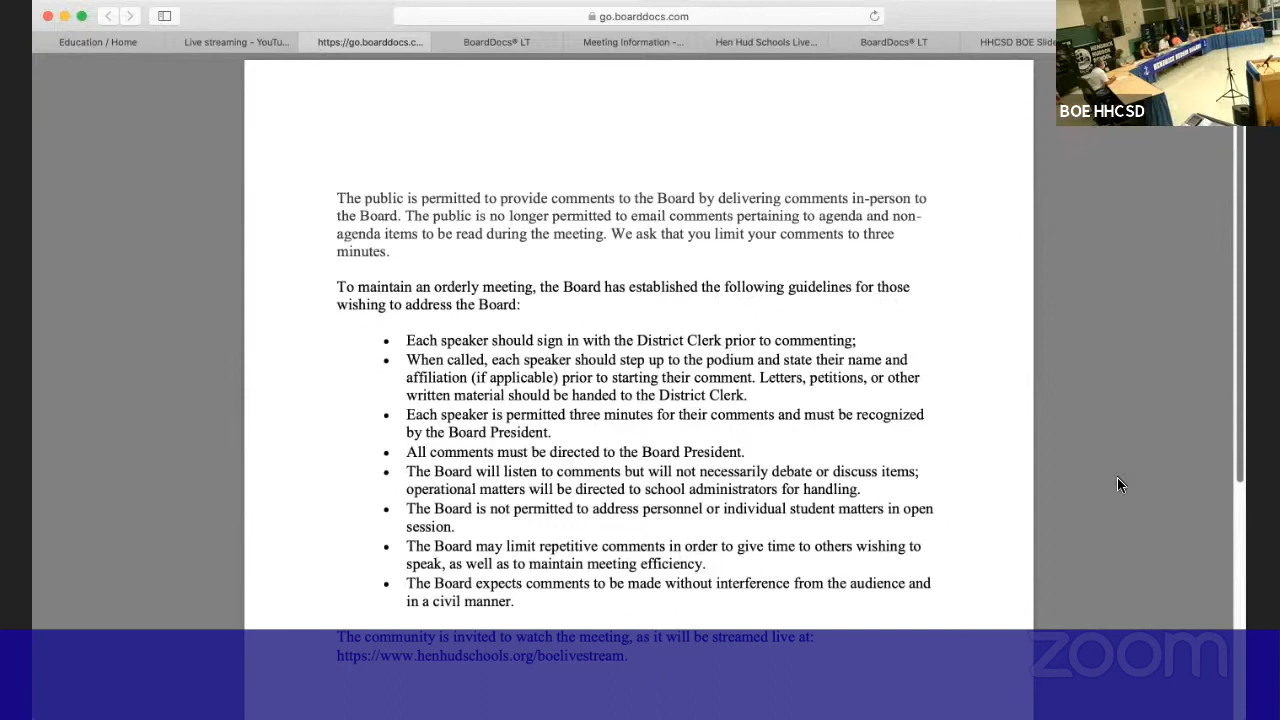 go.boarddocs.com
Education / Home
Live streaming - YouTu...
https://go.boarddocs.c...
BoardDocs® LT
Meeting Information -...
Hen Hud Schools Live...
BoardDocs® LT
HHCSD BOE Slide
BOE HHCSD
The public is permitted to provide comments to the Board by delivering comments in-person to
the Board. The public is no longer permitted to email comments pertaining to agenda and non-
agenda items to be read during the meeting. We ask that you limit your comments to three
minutes.
To maintain an orderly meeting, the Board has established the following guidelines for those
wishing to address the Board:
• Each speaker should sign in with the District Clerk prior to commenting;
• When called, each speaker should step up to the podium and state their name and
affiliation (if applicable) prior to starting their comment. Letters, petitions, or other
written material should be handed to the District Clerk.
• Each speaker is permitted three minutes for their comments and must be recognized
by the Board President.
• All comments must be directed to the Board President.
• The Board will listen to comments but will not necessarily debate or discuss items;
operational matters will be directed to school administrators for handling.
• The Board is not permitted to address personnel or individual student matters in open
session.
• The Board may limit repetitive comments in order to give time to others wishing to
speak, as well as to maintain meeting efficiency.
• The Board expects comments to be made without interference from the audience and
in a civil manner.
The community is invited to watch the meeting, as it will be streamed live at:
https://www.henhudschools.org/boelivestream.
zoom